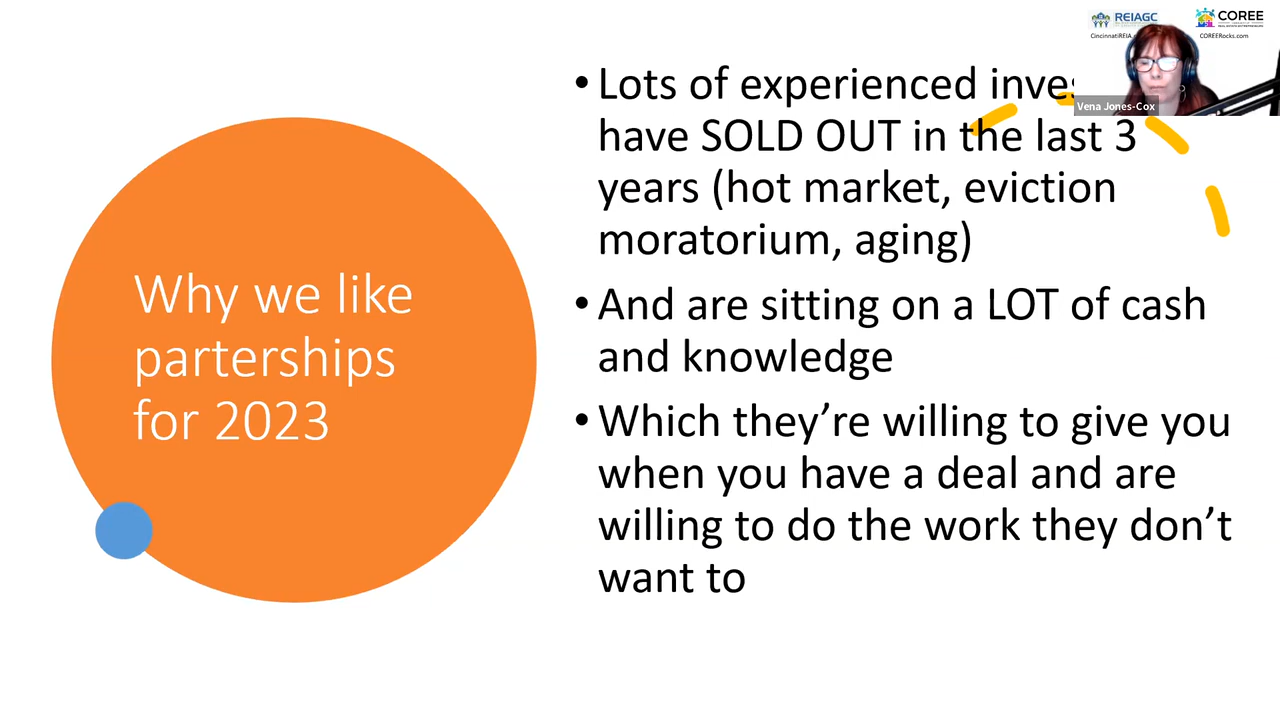 REIAGC
COREE
COREERocks.com
Vena Jones-Cox
Why we like
parterships
for 2023
• Lots of experienced
have SOLD OUT in the last 3
years (hot market, eviction
moratorium, aging)
• And are sitting on a LOT of cash
and knowledge
• Which they’re willing to give you
when you have a deal and are
willing to do the work they don’t
want to